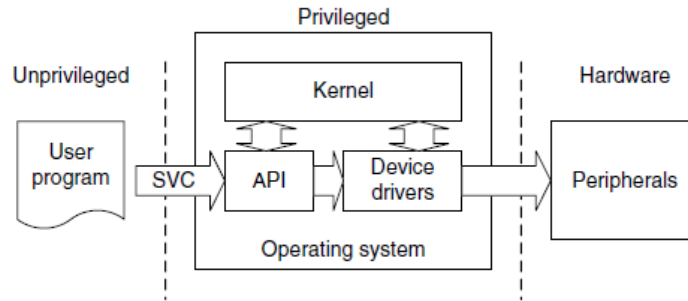 Privileged
Unprivileged
Hardware
Kernel
User
program
SVC
API
Device
drivers
Peripherals
Operating system